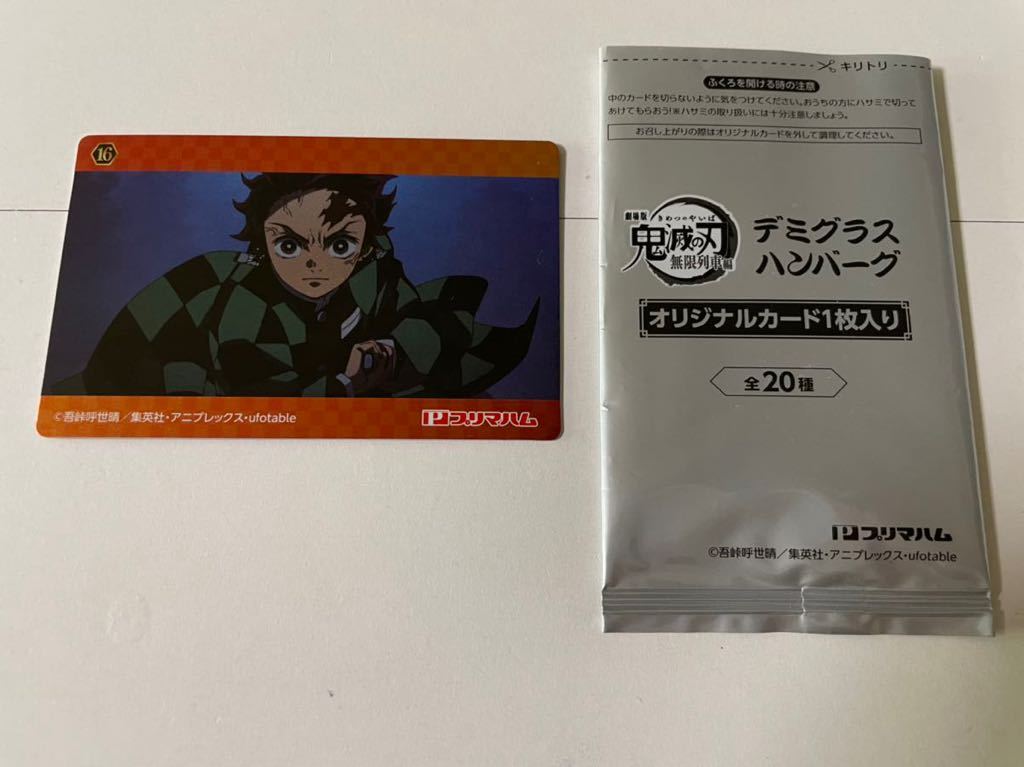 16
©吾峠呼世晴／集英社・アニプレックス・ufotable
プリマハム
キリトリ
ふくろを開ける時の注意
中のカードを切らないように気をつけてください。おうちの方にハサミで切って
あけてもらおう!※ハサミの取り扱いには十分注意しましょう。
お召し上がりの際はオリジナルカードを外して調理してください。
劇場版 きめつのやいば
鬼滅の刃
無限列車編
デミグラス
ハンバーグ
オリジナルカード1枚入り
全20種
プリマハム
©吾峠呼世晴／集英社・アニプレックス・ufotable